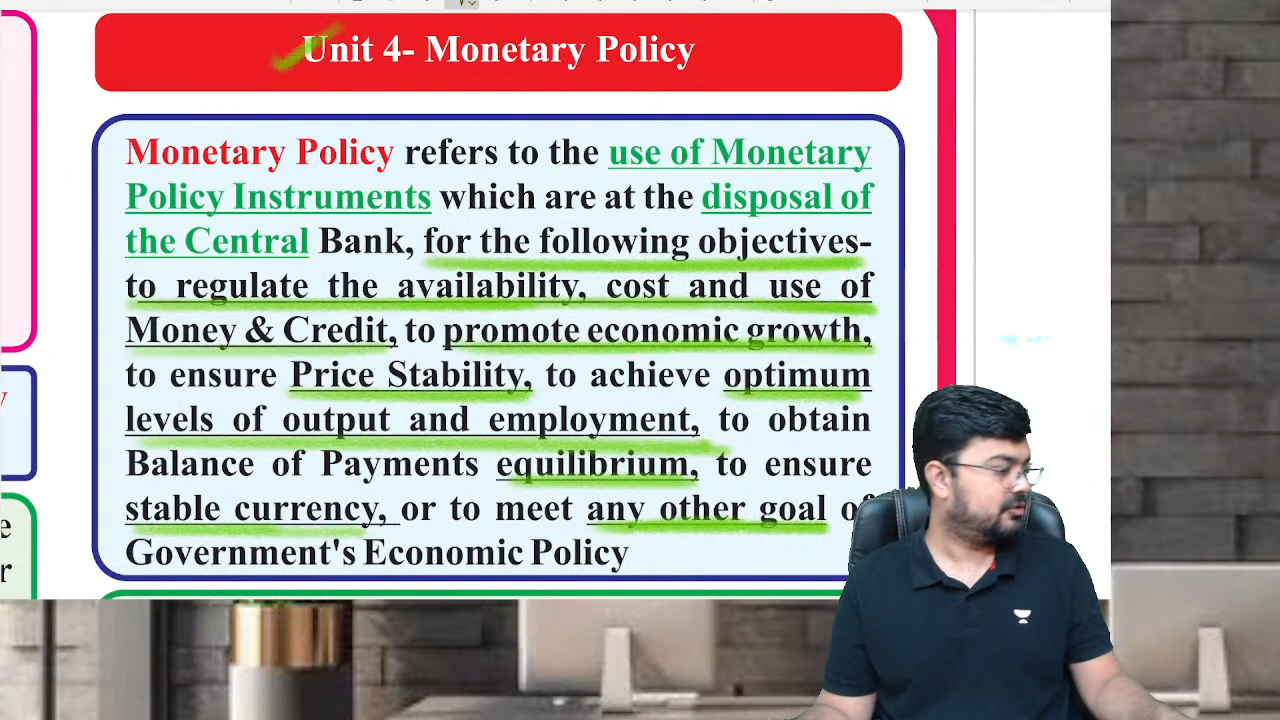 Unit 4- Monetary Policy
Monetary Policy refers to the use of Monetary
Policy Instruments which are at the disposal of
the Central Bank, for the following objectives-
to regulate the availability, cost and use of
Money & Credit, to promote economic growth,
to ensure Price Stability, to achieve optimum
levels of output and employment, to obtain
Balance of Payments equilibrium, to ensure
stable currency, or to meet any other goal of
Government's Economic Policy
y
e
r